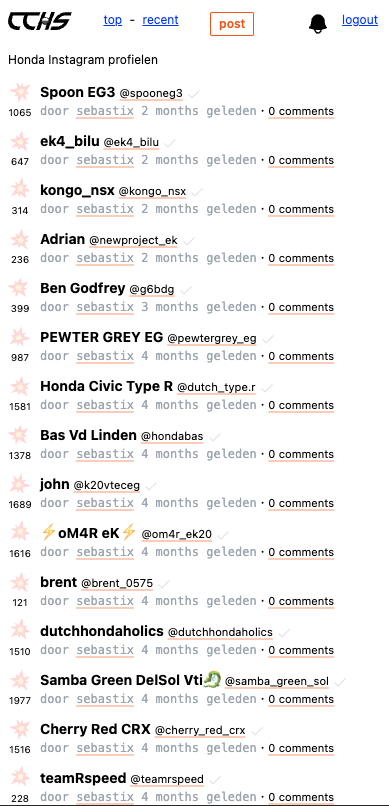 CCHS top - recent post logout
Honda Instagram profielen
Spoon EG3 @spooneg3
1065 door sebastix 2 months geleden · 0 comments
ek4_bilu @ek4_bilu
647 door sebastix 2 months geleden · 0 comments
kongo_nsx @kongo_nsx
314 door sebastix 2 months geleden · 0 comments
Adrian @newproject_ek
236 door sebastix 2 months geleden · 0 comments
Ben Godfrey @g6bdg
399 door sebastix 3 months geleden · 0 comments
PEWTER GREY EG @pewtergrey_eg
987 door sebastix 4 months geleden · 0 comments
Honda Civic Type R @dutch_type.r
1581 door sebastix 4 months geleden · 0 comments
Bas Vd Linden @hondabas
1378 door sebastix 4 months geleden · 0 comments
john @k20vteceg
1689 door sebastix 4 months geleden · 0 comments
⚡oM4R eK⚡ @om4r_ek20
1616 door sebastix 4 months geleden · 0 comments
brent @brent_0575
121 door sebastix 4 months geleden · 0 comments
dutchhondaholics @dutchhondaholics
1510 door sebastix 4 months geleden · 0 comments
Samba Green DelSol Vti🐉 @samba_green_sol
1977 door sebastix 4 months geleden · 0 comments
Cherry Red CRX @cherry_red_crx
1516 door sebastix 4 months geleden · 0 comments
teamRspeed @teamrspeed
228 door sebastix 4 months geleden · 0 comments